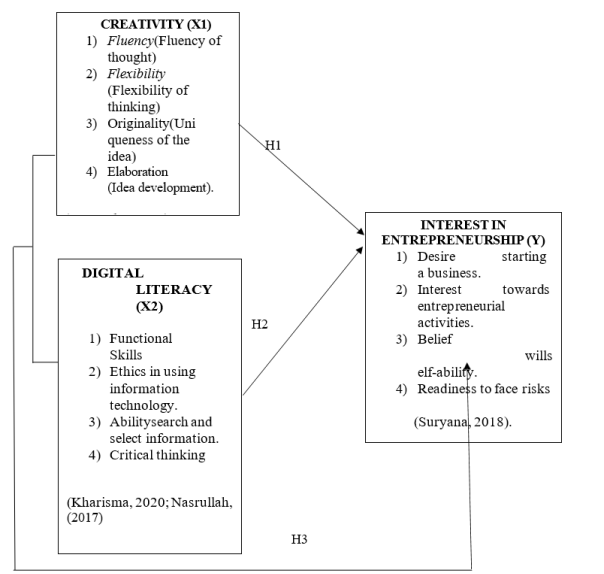 CREATIVITY (X1)
1) Fluency(Fluency of
thought)
2) Flexibility
(Flexibility of
thinking)
3) Originality(Uni
queness of the
idea)
4) Elaboration
(Idea development).
H1
DIGITAL
LITERACY
(X2)
1) Functional
Skills
2) Ethics in using
information
technology.
3) Abilitysearch and
select information.
4) Critical thinking
(Kharisma, 2020; Nasrullah,
(2017)
H2
INTEREST IN
ENTREPRENEURSHIP (Y)
1) Desire starting
a business.
2) Interest towards
entrepreneurial
activities.
3) Belief
wills
elf-ability.
4) Readiness to face risks
(Suryana, 2018).
H3